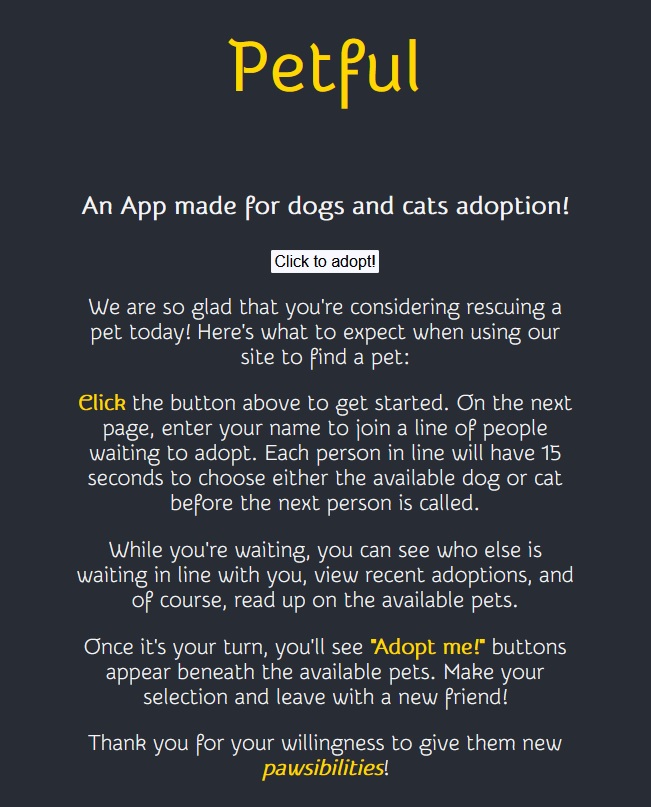 Petful
An App made for dogs and cats adoption!
Click to adopt!
We are so glad that you're considering rescuing a
pet today! Here's what to expect when using our
site to find a pet:
Click the button above to get started. On the next
page, enter your name to join a line of people
waiting to adopt. Each person in line will have 15
seconds to choose either the available dog or cat
before the next person is called.
While you're waiting, you can see who else is
waiting in line with you, view recent adoptions, and
of course, read up on the available pets.
Once it's your turn, you'll see "Adopt me!" buttons
appear beneath the available pets. Make your
selection and leave with a new friend!
Thank you for your willingness to give them new
pawsibilities!